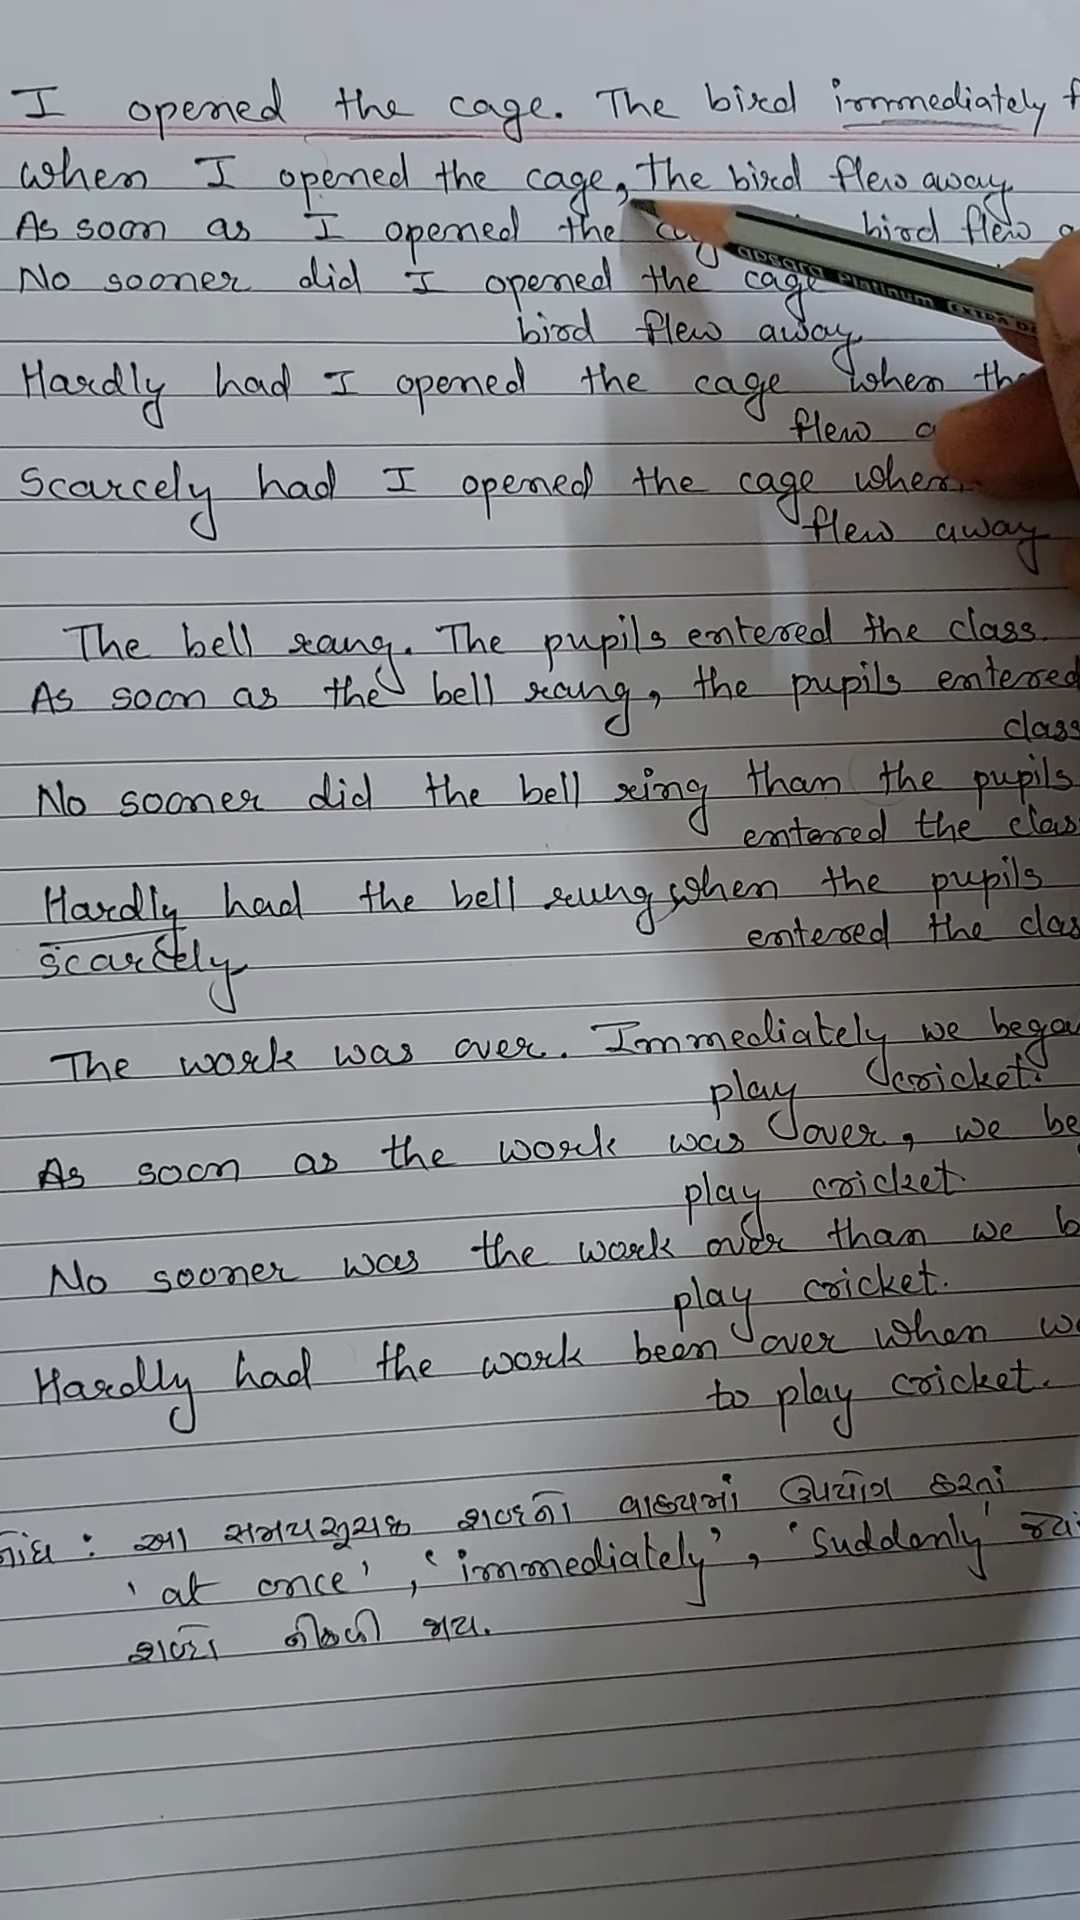 I opened the cage. The bird immediately
when I opened the cage, the bird flew away
As soon as I opened the bird flew
No sooner did I opened the cage
bird flew away
Hardly had I opened the cage when
flew
Scarcely had I opened the cage when
flew away
The bell rang. The pupils entered the class.
As soon as the bell rang, the pupils entered
class
No sooner did the bell ring than the pupils
entered the
Hardly had the bell rung when the pupils
entered the
Scarcely
The work was over. Immediately we
play cricket.
As soon as the work was over, we
play cricket.
No sooner was the work over than we
play cricket.
Hardly had the work been over when
to play cricket.
: આ સમયસૂચક શબ્દનો વાક્યમાં ઉપયોગ કરતાં
'at once', 'immediately', 'suddenly'
શબ્દો નીકળી જાય.
apsara Platinum